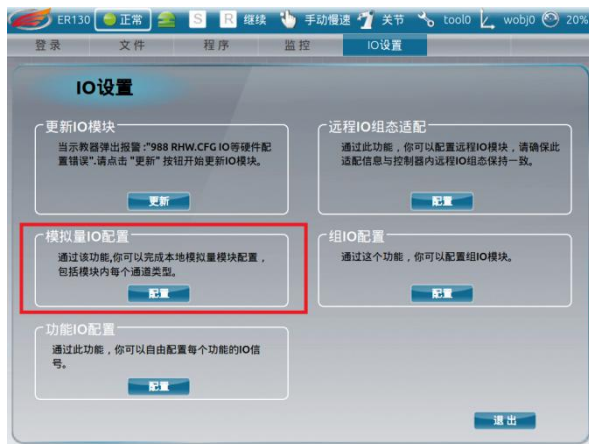 ER130 正常 S R 继续 手动慢速 关节 tool0 wobj0 20%
登录 文件 程序 监控 IO设置
IO设置
更新IO模块
当示教器弹出报警:"988 RHW.CFG IO等硬件配
置错误".请点击 "更新" 按钮开始更新IO模块。
更新
远程IO组态适配
通过此功能，你可以配置远程IO模块，请确保此
适配信息与控制器内远程IO组态保持一致。
配置
模拟量IO配置
通过该功能,你可以完成本地模拟量模块配置，
包括模块内每个通道类型。
配置
组IO配置
通过这个功能，你可以配置组IO模块。
配置
功能IO配置
通过此功能，你可以自由配置每个功能的IO信
号。
配置
退出